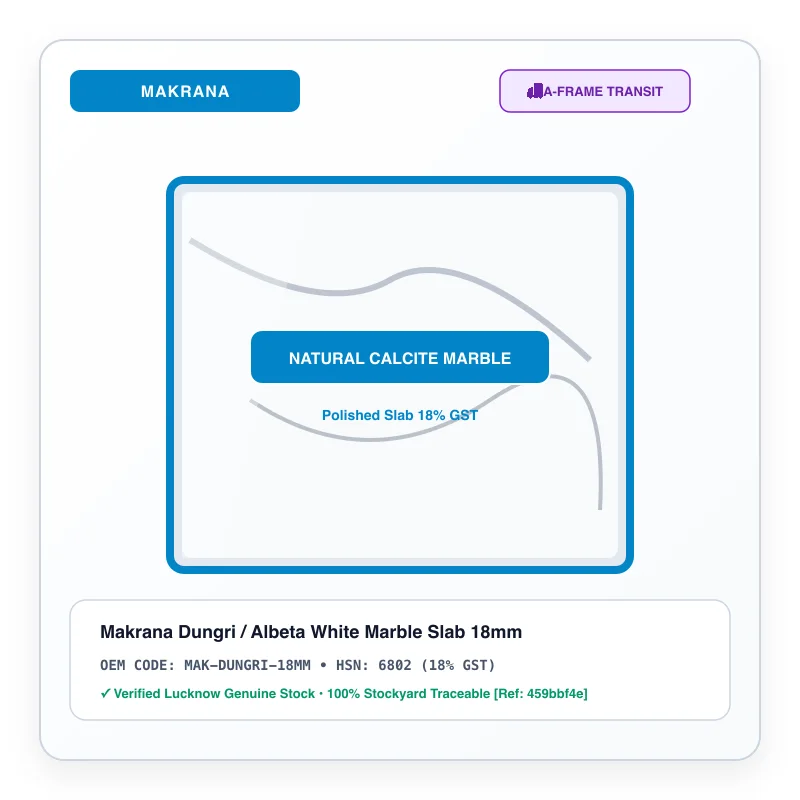 MAKRANA
A-FRAME TRANSIT
NATURAL CALCITE MARBLE
Polished Slab 18% GST
Makrana Dungri / Albeta White Marble Slab 18mm
OEM CODE: MAK-DUNGRI-18MM • HSN: 6802 (18% GST)
✓ Verified Lucknow Genuine Stock · 100% Stockyard Traceable [Ref: 459bbf4e]